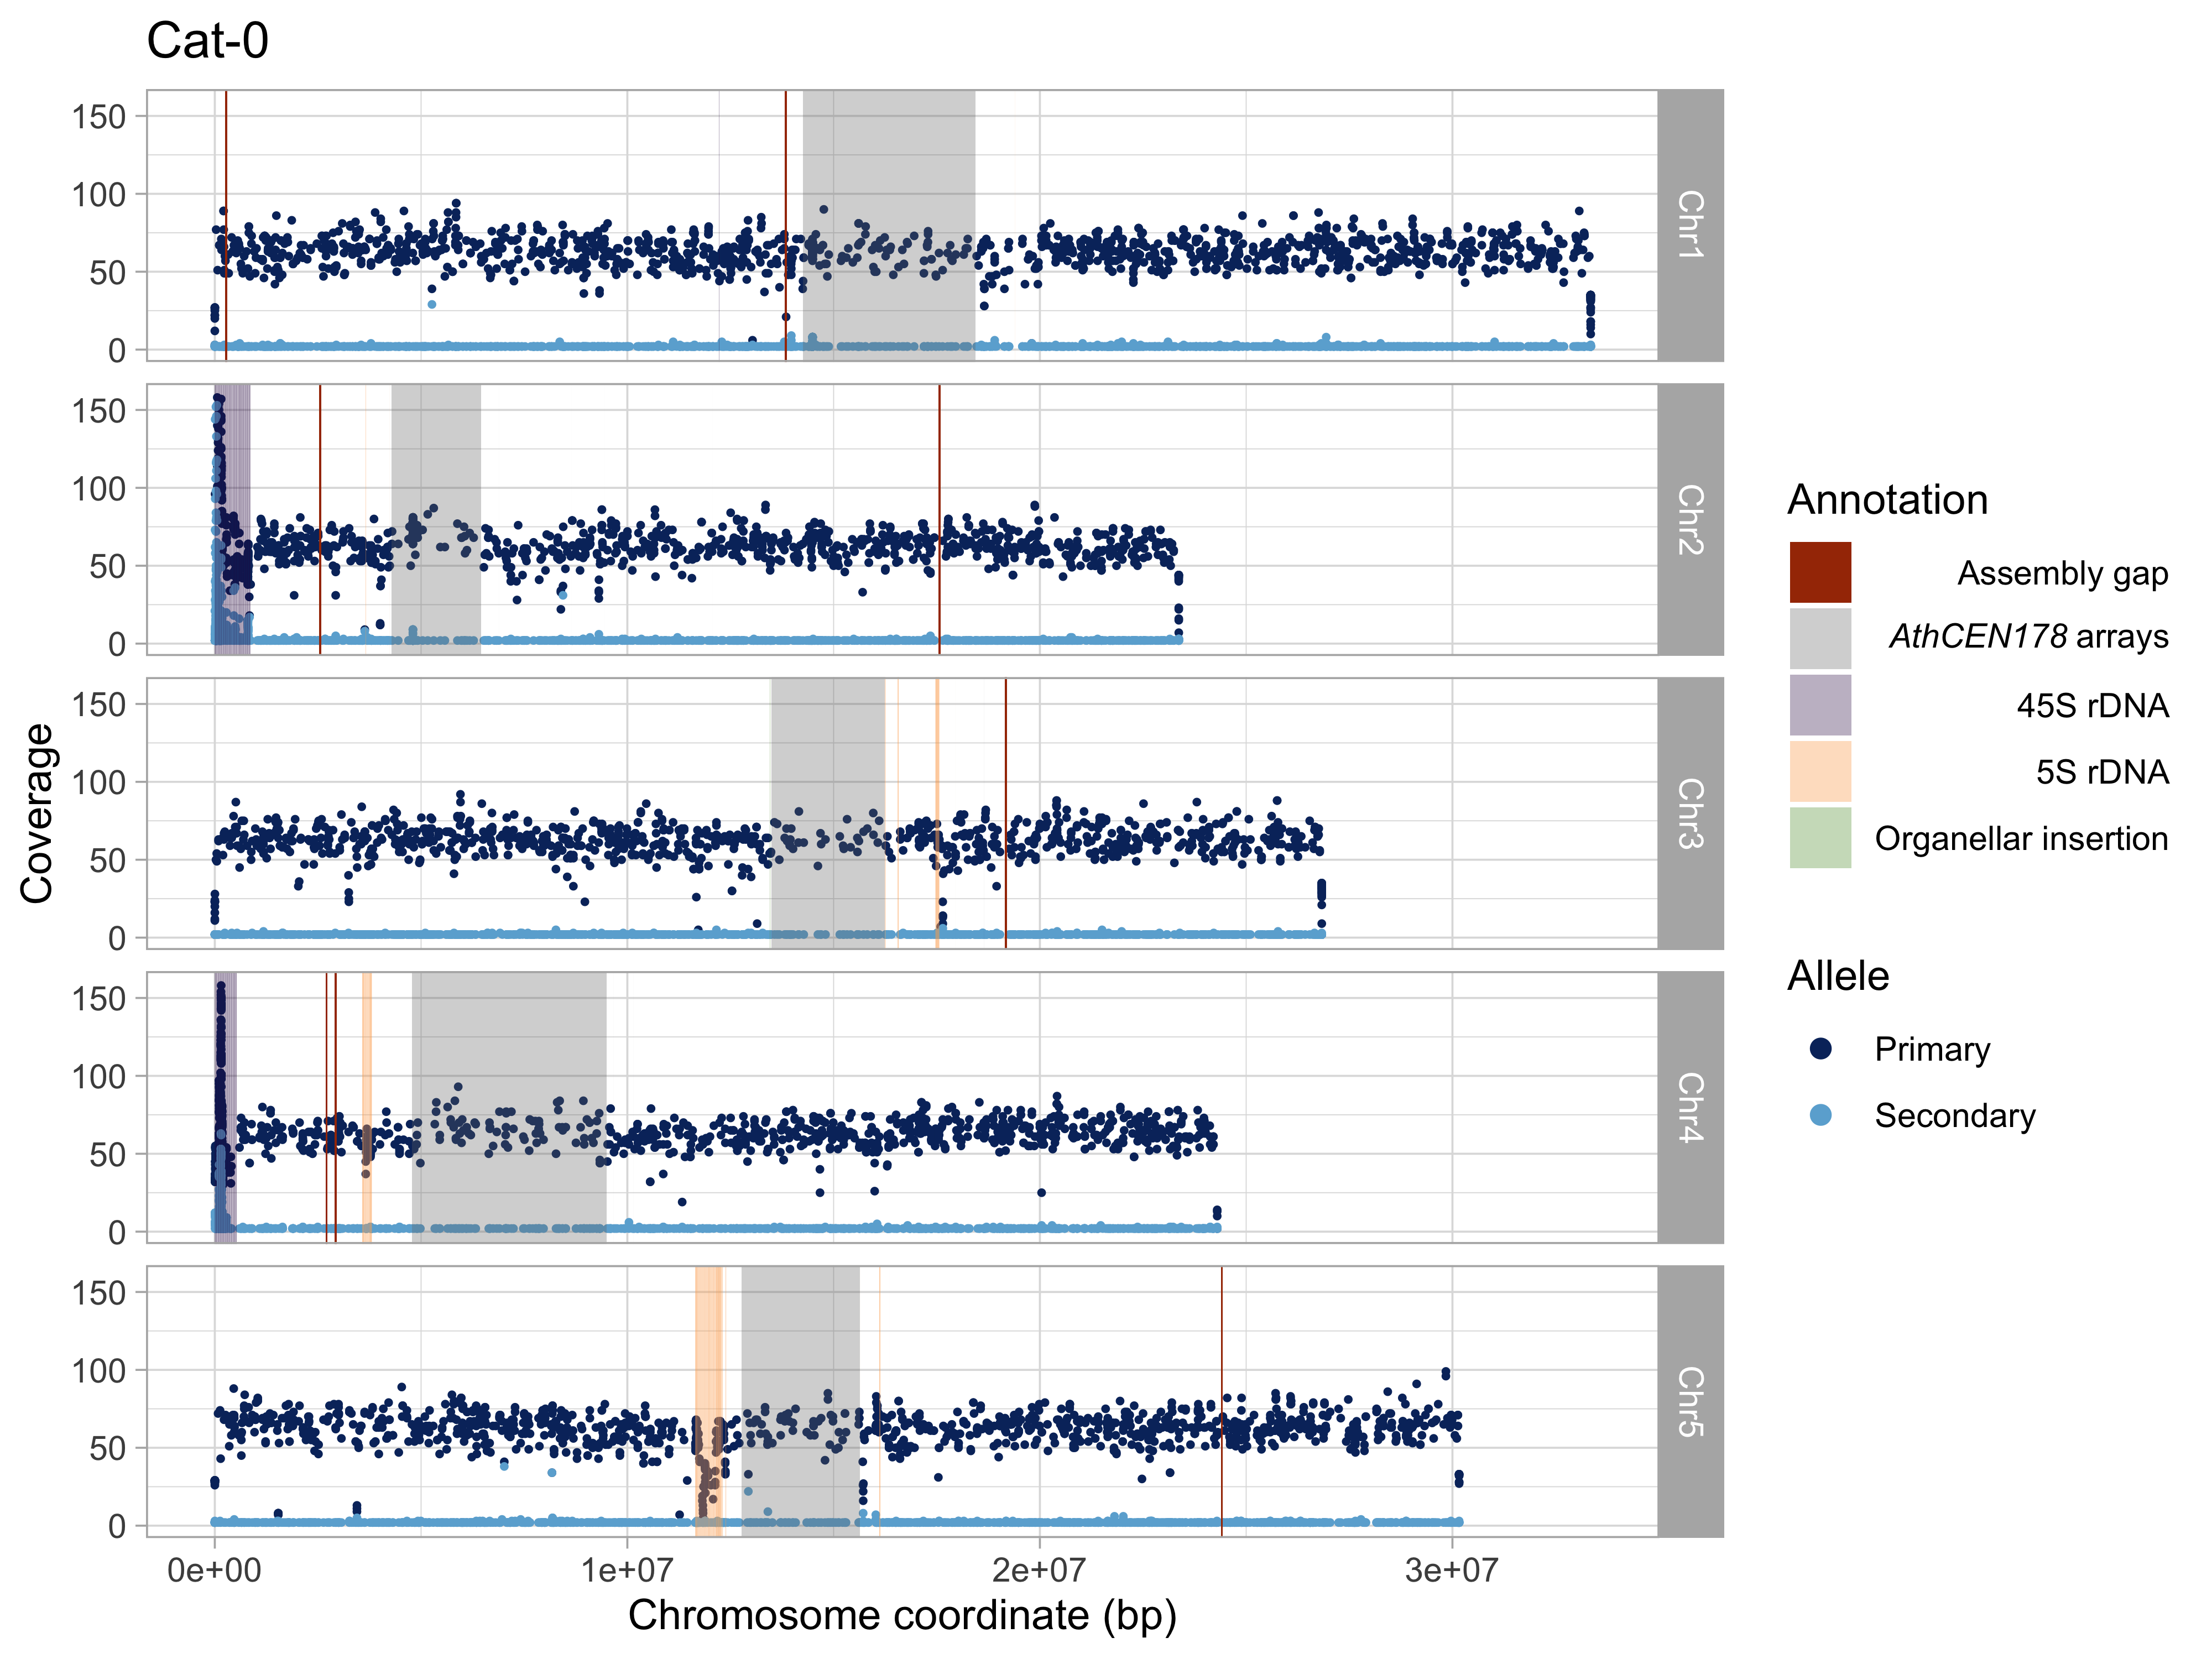 Cat-0
Coverage
150
100
50
0
Chr1
150
100
50
0
Chr2
150
100
50
0
Chr3
150
100
50
0
Chr4
150
100
50
0
Chr5
0e+00 1e+07 2e+07 3e+07
Chromosome coordinate (bp)
Annotation
Assembly gap
AthCEN178 arrays
45S rDNA
5S rDNA
Organellar insertion
Allele
Primary
Secondary